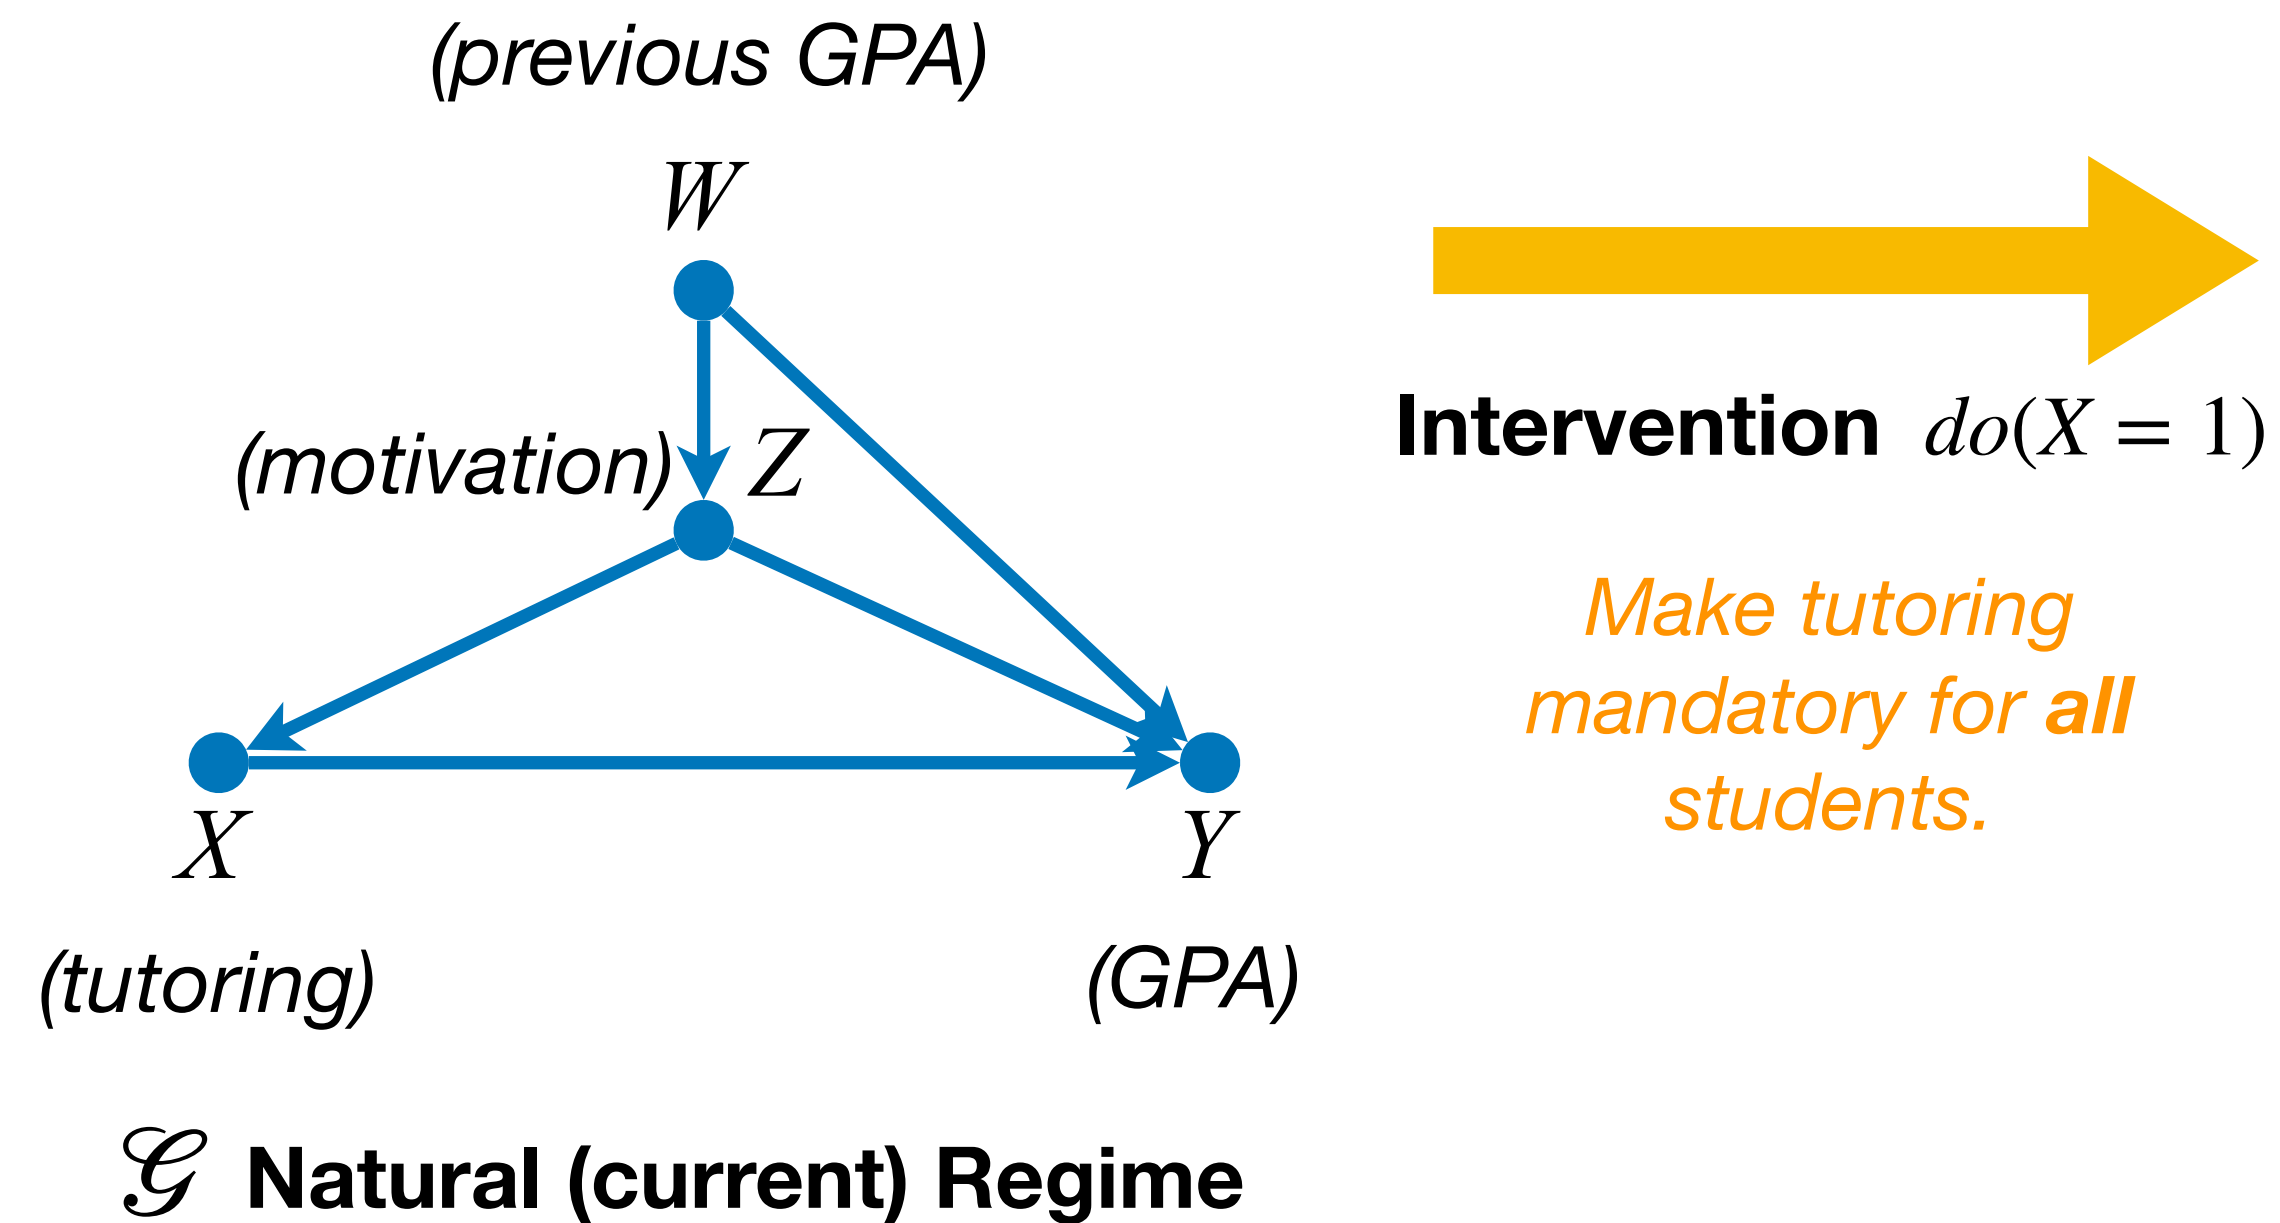 (previous GPA)
W
(motivation) Z
X
Y
(tutoring)
(GPA)
𝒢 Natural (current) Regime
Intervention do(X = 1)
Make tutoring
mandatory for all
students.